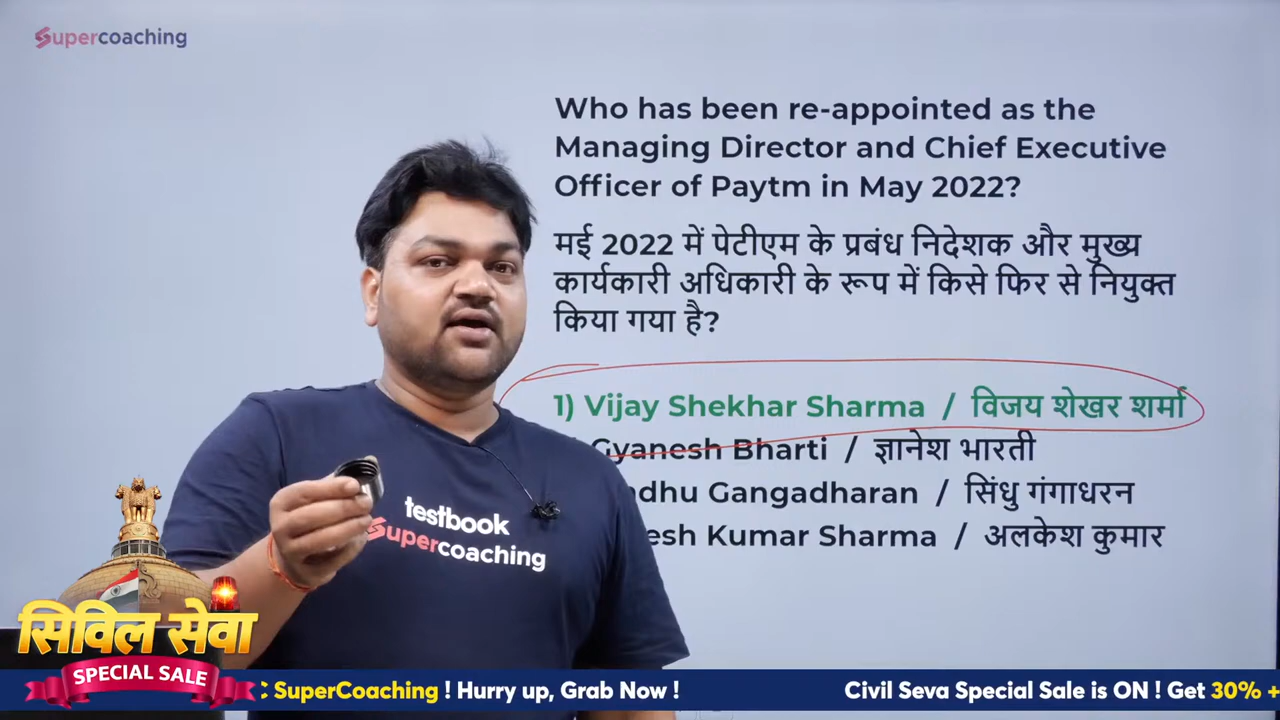 Supercoaching
Who has been re-appointed as the
Managing Director and Chief Executive
Officer of Paytm in May 2022?
मई 2022 में पेटीएम के प्रबंध निदेशक और मुख्य
कार्यकारी अधिकारी के रूप में किसे फिर से नियुक्त
किया गया है?
1) Vijay Shekhar Sharma / विजय शेखर शर्मा
Gyanesh Bharti / ज्ञानेश भारती
Gangadharan / सिंधु गंगाधरन
Kumar Sharma / अलकेश कुमार
testbook
Supercoaching
सिविल सेवा
SPECIAL SALE
SuperCoaching ! Hurry up, Grab Now !
Civil Seva Special Sale is ON ! Get 30% +